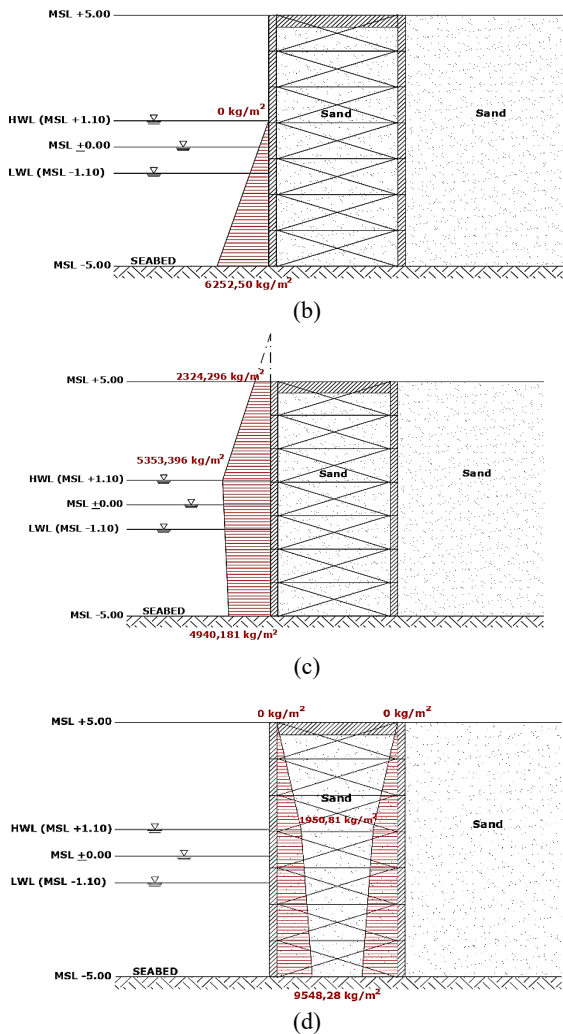 MSL +5.00
0 kg/m²
Sand
Sand
HWL (MSL +1.10)
MSL ±0.00
LWL (MSL -1.10)
MSL -5.00
SEABED
6252,50 kg/m²
(b)
MSL +5.00
2324,296 kg/m²
5353,396 kg/m²
Sand
Sand
HWL (MSL +1.10)
MSL ±0.00
LWL (MSL -1.10)
MSL -5.00
SEABED
4940,181 kg/m²
(c)
0 kg/m²
0 kg/m²
MSL +5.00
Sand
1950,81 kg/m²
Sand
HWL (MSL +1.10)
MSL ±0.00
LWL (MSL -1.10)
MSL -5.00
SEABED
9548,28 kg/m²
(d)